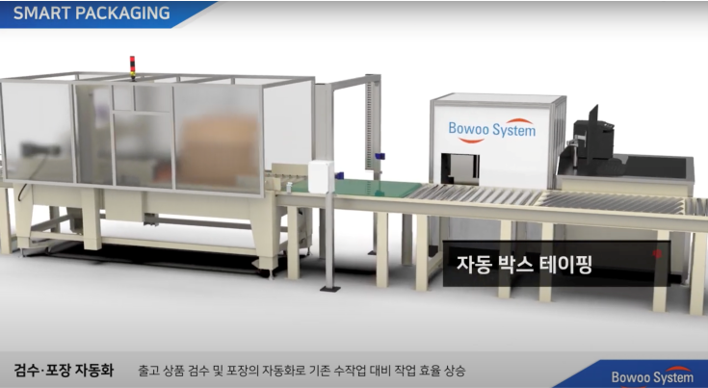 SMART PACKAGING
Bowoo System
자동 박스 테이핑
검수·포장 자동화 출고 상품 검수 및 포장의 자동화로 기존 수작업 대비 작업 효율 상승
Bowoo System